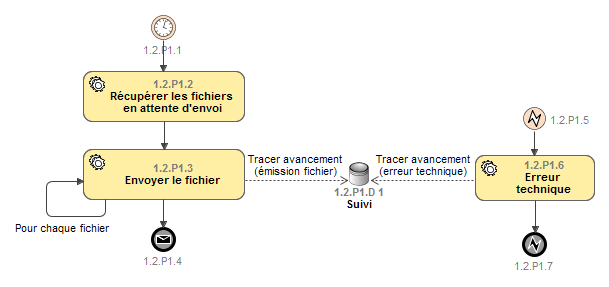 1.2.P1.1
1.2.P1.2
Récupérer les fichiers
en attente d'envoi
1.2.P1.3
Envoyer le fichier
Pour chaque fichier
1.2.P1.4
Tracer avancement
(émission fichier)
1.2.P1.D 1
Suivi
Tracer avancement
(erreur technique)
1.2.P1.5
1.2.P1.6
Erreur
technique
1.2.P1.7